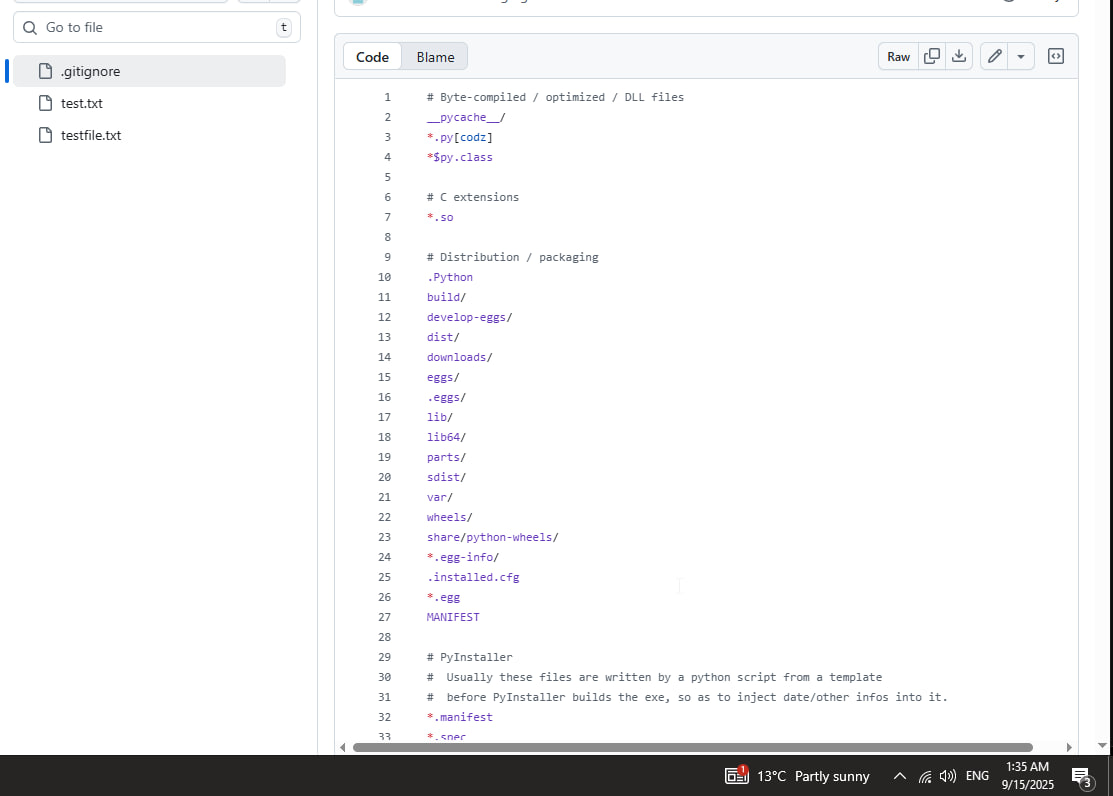 Go to file t
.gitignore
test.txt
testfile.txt
Code Blame Raw
1 # Byte-compiled / optimized / DLL files
2 __pycache__/
3 *.py[codz]
4 *$py.class
5
6 # C extensions
7 *.so
8
9 # Distribution / packaging
10 .Python
11 build/
12 develop-eggs/
13 dist/
14 downloads/
15 eggs/
16 .eggs/
17 lib/
18 lib64/
19 parts/
20 sdist/
21 var/
22 wheels/
23 share/python-wheels/
24 *.egg-info/
25 .installed.cfg
26 *.egg
27 MANIFEST
28
29 # PyInstaller
30 #  Usually these files are written by a python script from a template
31 #  before PyInstaller builds the exe, so as to inject date/other infos into it.
32 *.manifest
33 *.spec
1 13°C Partly sunny ENG 1:35 AM
9/15/2025 3